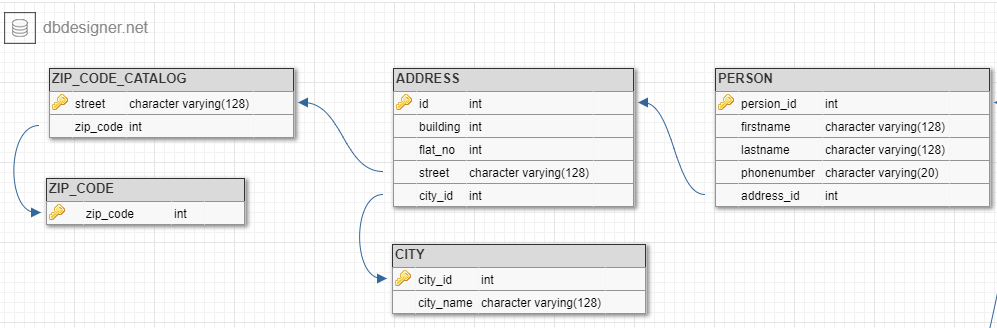 dbdesigner.net
ZIP_CODE_CATALOG
street character varying(128)
zip_code int
ZIP_CODE
zip_code int
ADDRESS
id int
building int
flat_no int
street character varying(128)
city_id int
CITY
city_id int
city_name character varying(128)
PERSON
persion_id int
firstname character varying(128)
lastname character varying(128)
phonenumber character varying(20)
address_id int